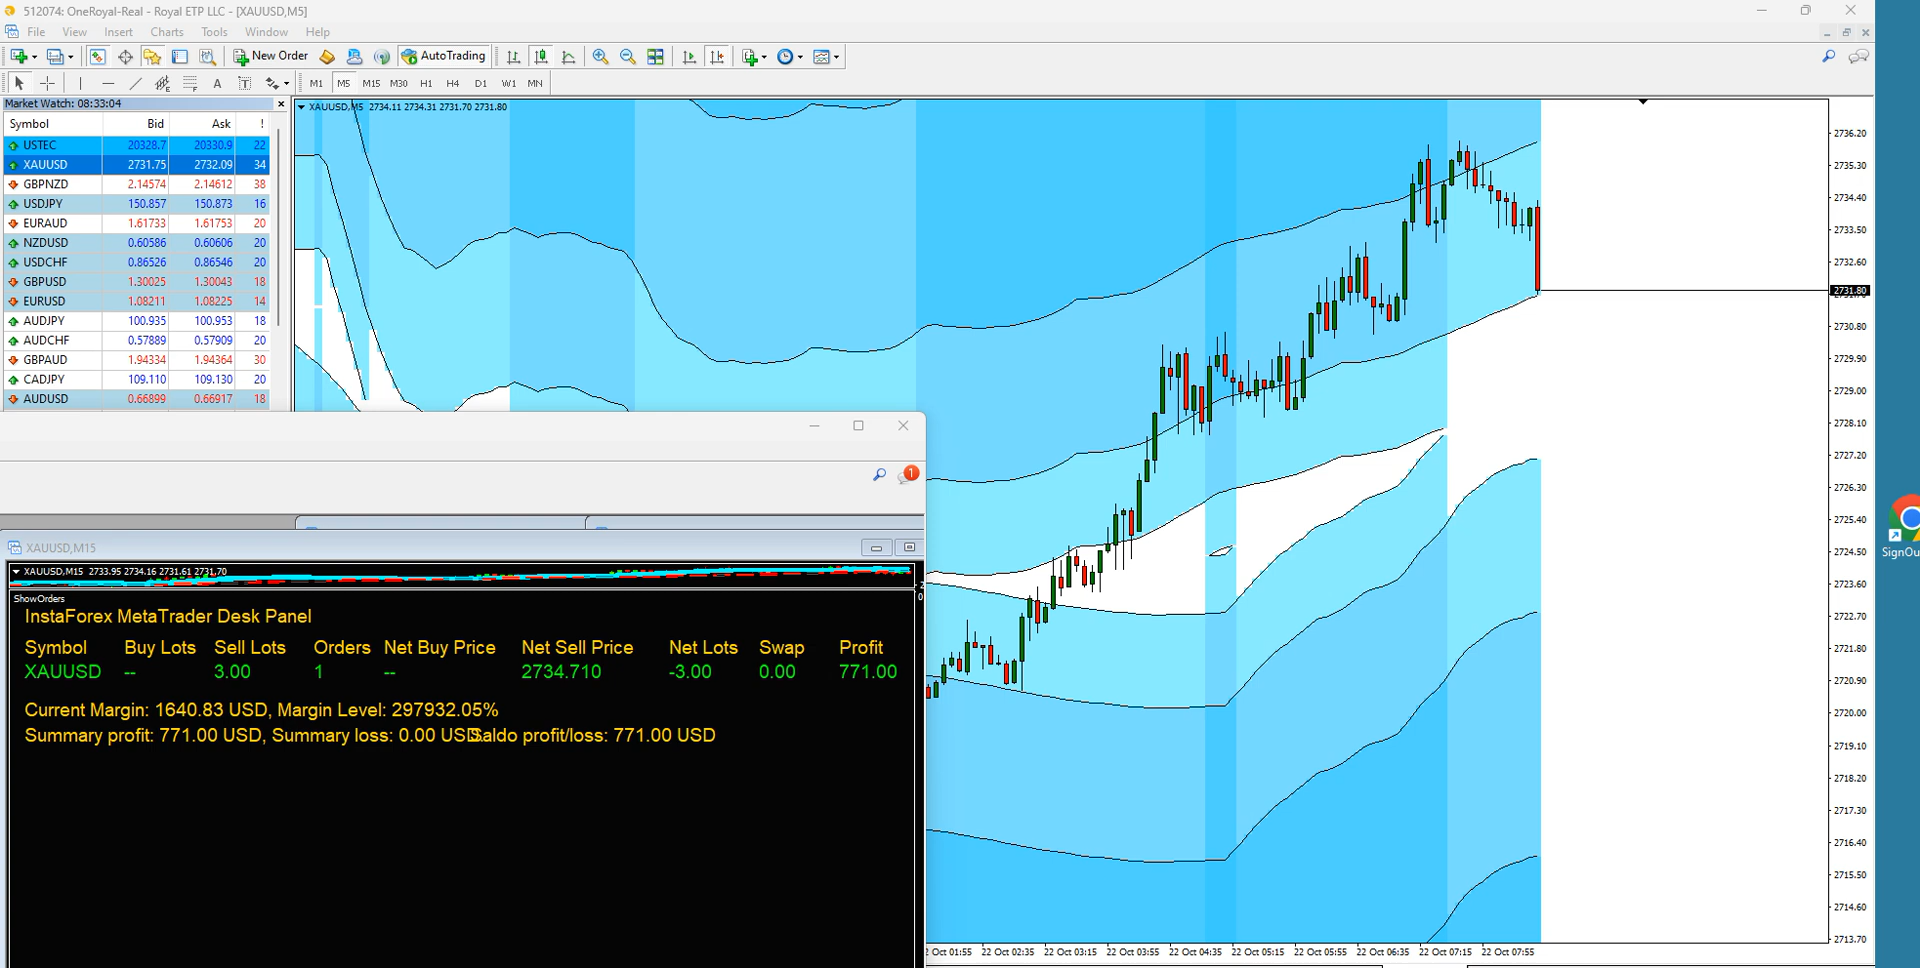 512074: OneRoyal-Real - Royal ETP LLC - [XAUUSD,M5]
File View Insert Charts Tools Window Help
New Order AutoTrading
A T M1 M5 M15 M30 H1 H4 D1 W1 MN
Market Watch: 08:33:04
Symbol Bid Ask !
USTEC 20328.7 20330.9 22
XAUUSD 2731.75 2732.09 34
GBPNZD 2.14574 2.14612 38
USDJPY 150.857 150.873 16
EURAUD 1.61733 1.61753 20
NZDUSD 0.60586 0.60606 20
USDCHF 0.86526 0.86546 20
GBPUSD 1.30025 1.30043 18
EURUSD 1.08211 1.08225 14
AUDJPY 100.935 100.953 18
AUDCHF 0.57889 0.57909 20
GBPAUD 1.94334 1.94364 30
CADJPY 109.110 109.130 20
AUDUSD 0.66899 0.66917 18
XAUUSD,M5 2734.11 2734.31 2731.70 2731.80
2736.20
2735.30
2734.40
2733.50
2732.60
2731.80
2730.80
2729.90
2729.00
2728.10
2727.20
2726.30
2725.40
2724.50
2723.60
2722.70
2721.80
2720.90
2720.00
2719.10
2718.20
2717.30
2716.40
2715.50
2714.60
2713.70
Oct 01:55 22 Oct 02:35 22 Oct 03:15 22 Oct 03:55 22 Oct 04:35 22 Oct 05:15 22 Oct 05:55 22 Oct 06:35 22 Oct 07:15 22 Oct 07:55
1
XAUUSD,M15
XAUUSD,M15 2733.95 2734.16 2731.61 2731.70
ShowOrders
InstaForex MetaTrader Desk Panel
Symbol Buy Lots Sell Lots Orders Net Buy Price Net Sell Price Net Lots Swap Profit
XAUUSD -- 3.00 1 -- 2734.710 -3.00 0.00 771.00
Current Margin: 1640.83 USD, Margin Level: 297932.05%
Summary profit: 771.00 USD, Summary loss: 0.00 USD Saldo profit/loss: 771.00 USD
SignOu